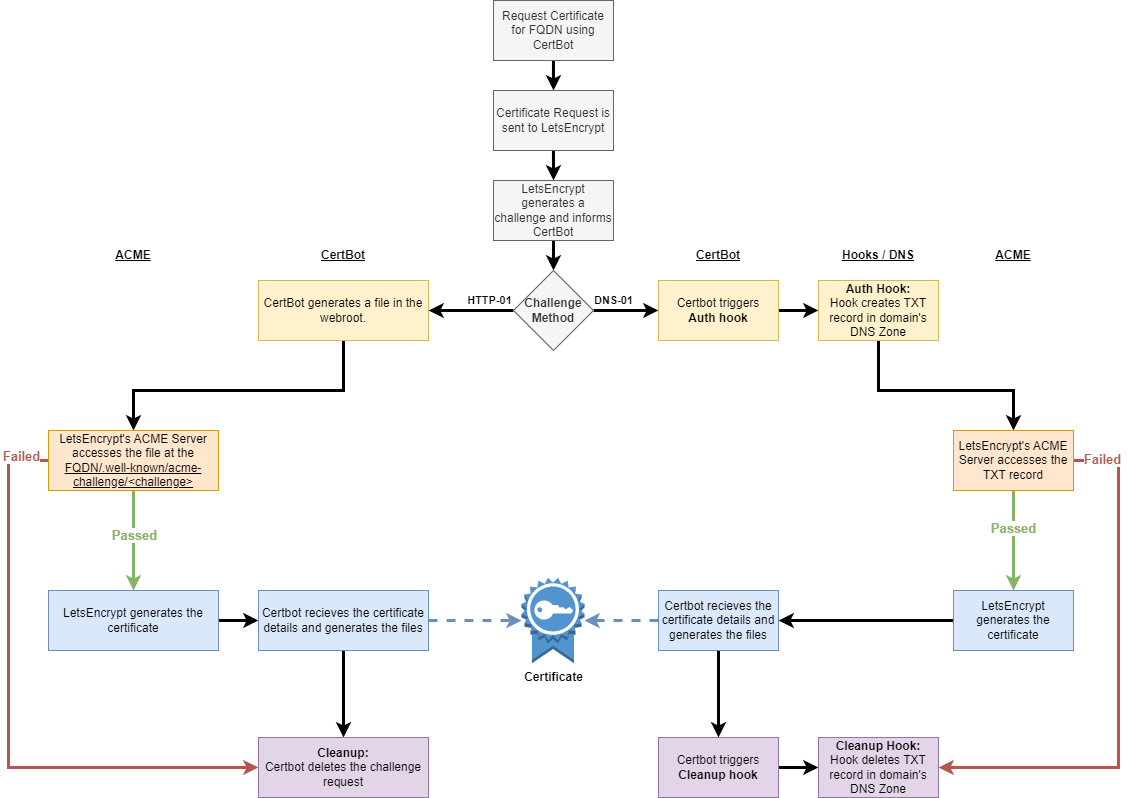 Request Certificate
for FQDN using
CertBot
Certificate Request is
sent to LetsEncrypt
LetsEncrypt
generates a
challenge and informs
CertBot
ACME
CertBot
CertBot
Hooks / DNS
ACME
CertBot generates a file in the
webroot.
HTTP-01
Challenge
Method
DNS-01
Certbot triggers
Auth hook
Auth Hook:
Hook creates TXT
record in domain's
DNS Zone
Failed
LetsEncrypt's ACME Server
accesses the file at the
FQDN/.well-known/acme-
challenge/<challenge>
LetsEncrypt's ACME
Server accesses the
TXT record
Failed
Passed
Passed
LetsEncrypt generates the
certificate
Certbot recieves the certificate
details and generates the files
Certificate
Certbot recieves the
certificate details and
generates the files
LetsEncrypt
generates the
certificate
Cleanup:
Certbot deletes the challenge
request
Certbot triggers
Cleanup hook
Cleanup Hook:
Hook deletes TXT
record in domain's
DNS Zone